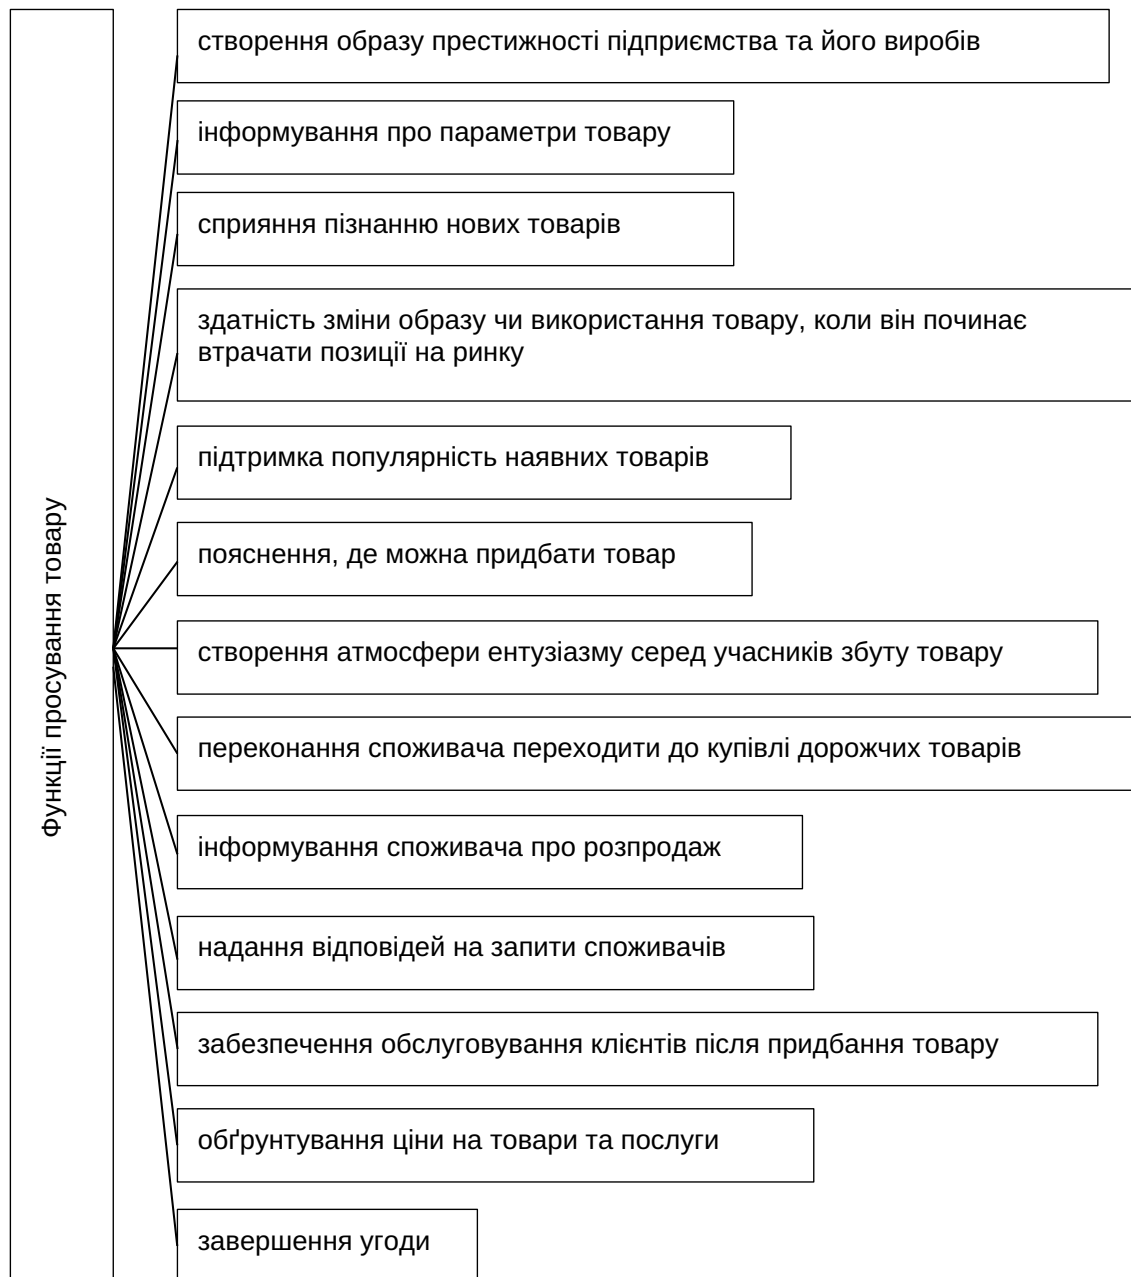 Функції просування товару
створення образу престижності підприємства та його виробів
інформування про параметри товару
сприяння пізнанню нових товарів
здатність зміни образу чи використання товару, коли він починає
втрачати позиції на ринку
підтримка популярність наявних товарів
пояснення, де можна придбати товар
створення атмосфери ентузіазму серед учасників збуту товару
переконання споживача переходити до купівлі дорожчих товарів
інформування споживача про розпродаж
надання відповідей на запити споживачів
забезпечення обслуговування клієнтів після придбання товару
обґрунтування ціни на товари та послуги
завершення угоди